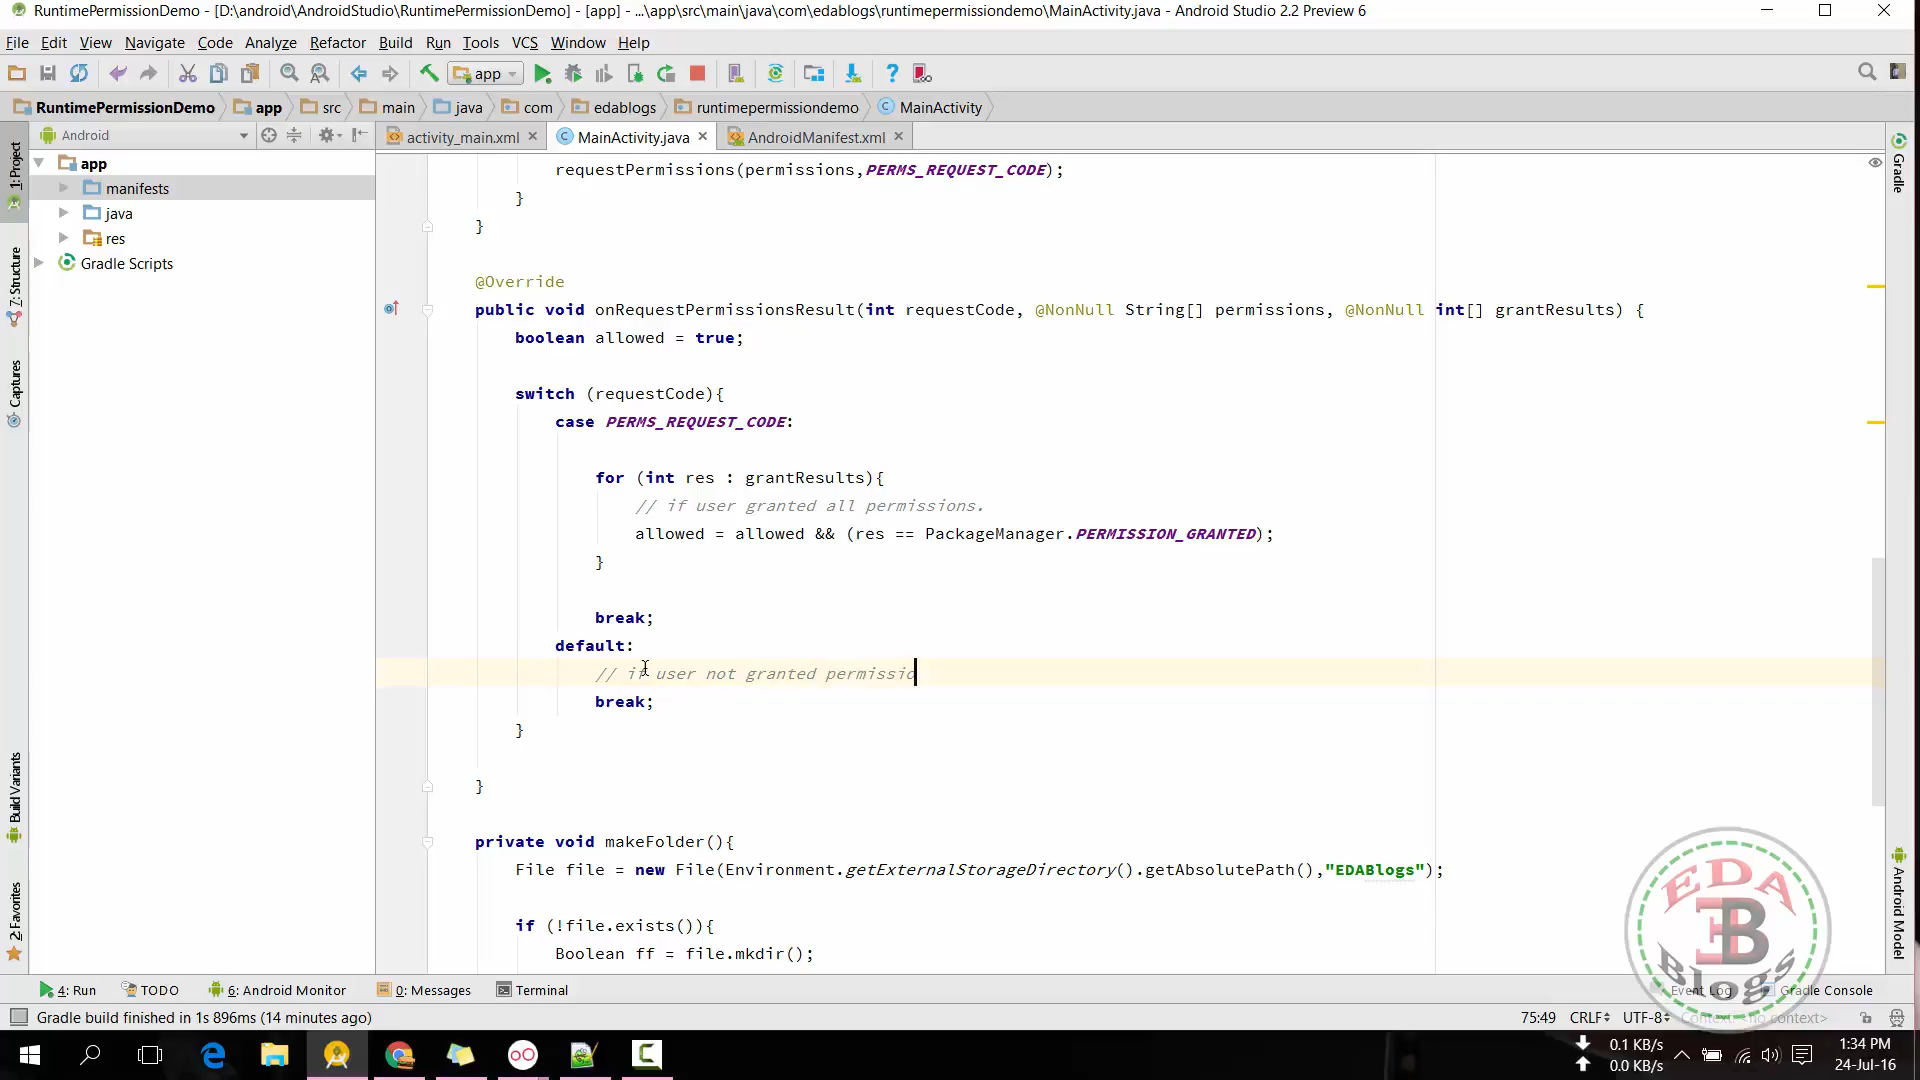 RuntimePermissionDemo - [D:\android\AndroidStudio\RuntimePermissionDemo] - [app] - ...\app\src\main\java\com\edablogs\runtimepermissiondemo\MainActivity.java - Android Studio 2.2 Preview 6
File Edit View Navigate Code Analyze Refactor Build Run Tools VCS Window Help
app
RuntimePermissionDemo app src main java com edablogs runtimepermissiondemo MainActivity
Android
activity_main.xml MainActivity.java AndroidManifest.xml
1: Project
7: Structure
Captures
Build Variants
2: Favorites
app
manifests
java
res
Gradle Scripts
requestPermissions(permissions,PERMS_REQUEST_CODE);
}
}
@Override
public void onRequestPermissionsResult(int requestCode, @NonNull String[] permissions, @NonNull int[] grantResults) {
boolean allowed = true;
switch (requestCode){
case PERMS_REQUEST_CODE:
for (int res : grantResults){
// if user granted all permissions.
allowed = allowed && (res == PackageManager.PERMISSION_GRANTED);
}
break;
default:
// if user not granted permissio
break;
}
}
private void makeFolder(){
File file = new File(Environment.getExternalStorageDirectory().getAbsolutePath(),"EDABlogs");
if (!file.exists()){
Boolean ff = file.mkdir();
Gradle
Android Model
EDA
EB
Blogs
4: Run TODO 6: Android Monitor 0: Messages Terminal Event Log Gradle Console
Gradle build finished in 1s 896ms (14 minutes ago) 75:49 CRLF UTF-8 Context: <no context>
0.1 KB/s
0.0 KB/s
1:34 PM
24-Jul-16